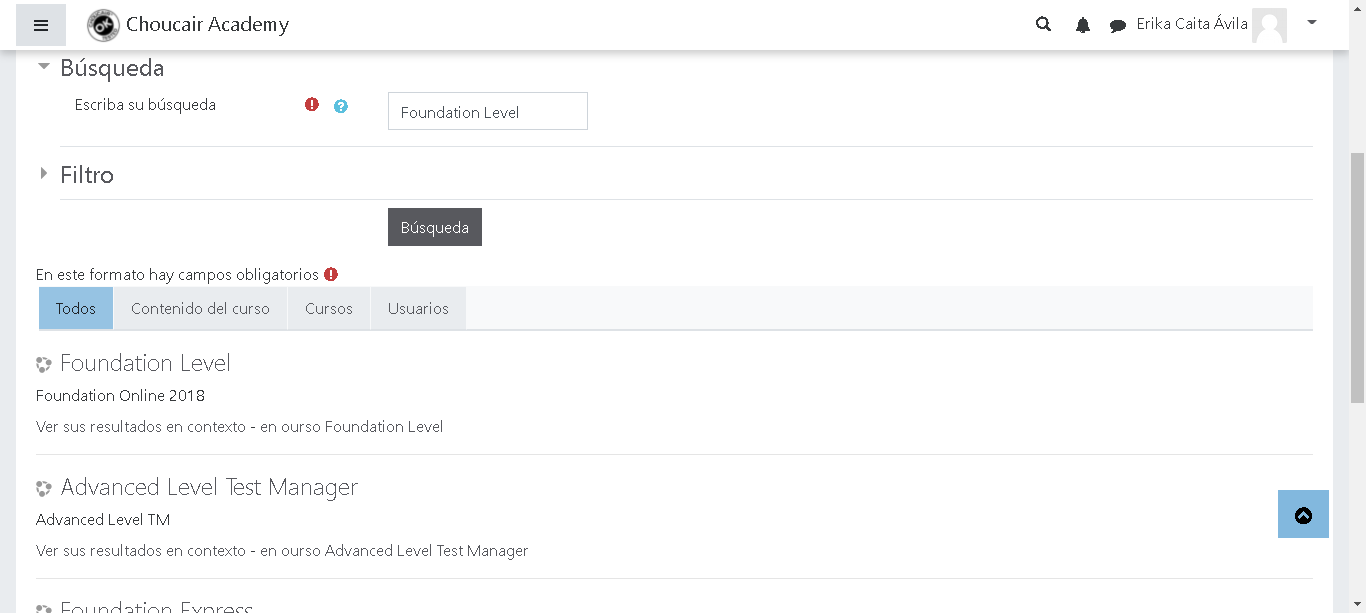 Choucair Academy
Erika Caita Ávila
Búsqueda
Escriba su búsqueda
Foundation Level
Filtro
Búsqueda
En este formato hay campos obligatorios
Todos Contenido del curso Cursos Usuarios
Foundation Level
Foundation Online 2018
Ver sus resultados en contexto - en ourso Foundation Level
Advanced Level Test Manager
Advanced Level TM
Ver sus resultados en contexto - en ourso Advanced Level Test Manager
Foundation Express